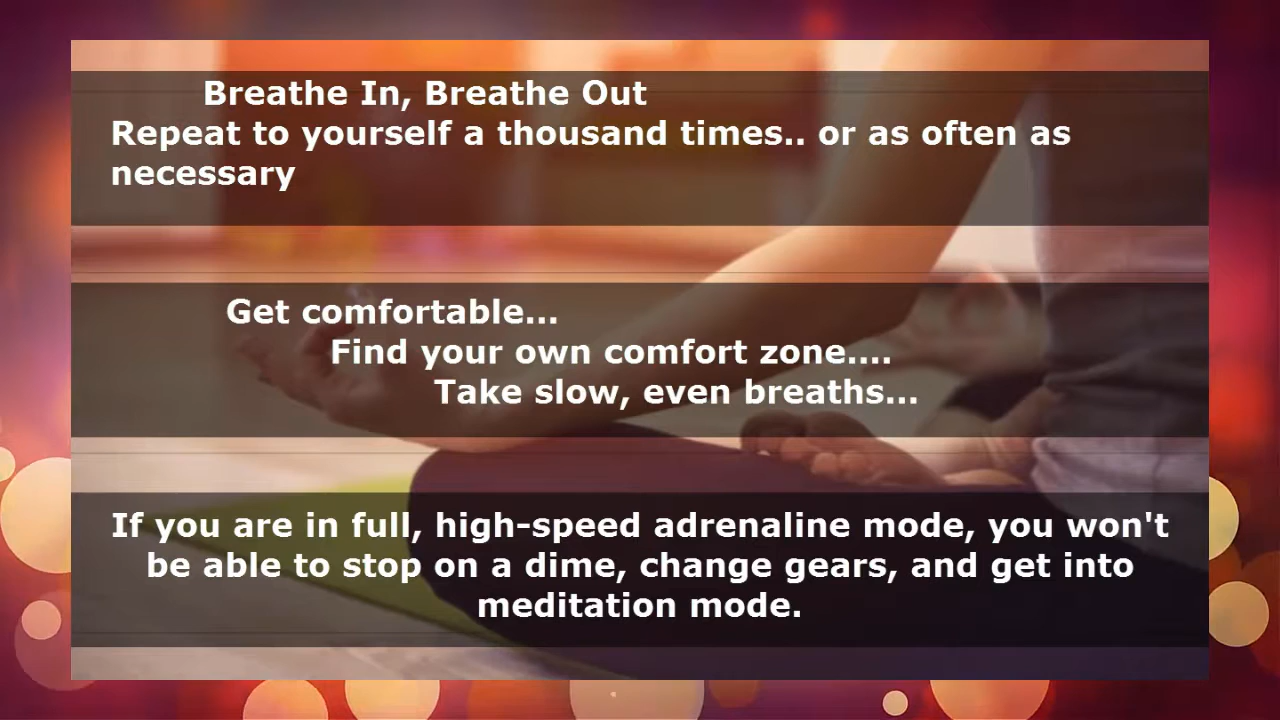 Breathe In, Breathe Out
Repeat to yourself a thousand times.. or as often as
necessary
Get comfortable...
Find your own comfort zone....
Take slow, even breaths...
If you are in full, high-speed adrenaline mode, you won't
be able to stop on a dime, change gears, and get into
meditation mode.